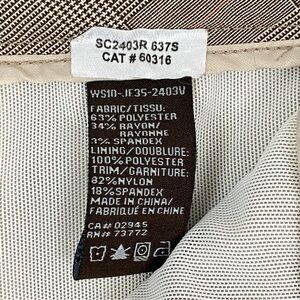 SC2403R 637S
CAT # 60316
WS10-JF35-2403V
FABRIC/TISSU:
63% POLYESTER
34% RAYON/
RAYONNE
3% SPANDEX
LINING/DOUBLURE:
100% POLYESTER
TRIM/GARNITURE:
82% NYLON
18% SPANDEX
MADE IN CHINA/
FABRIQUÉ EN CHINE
CA# 02945
RN# 73772